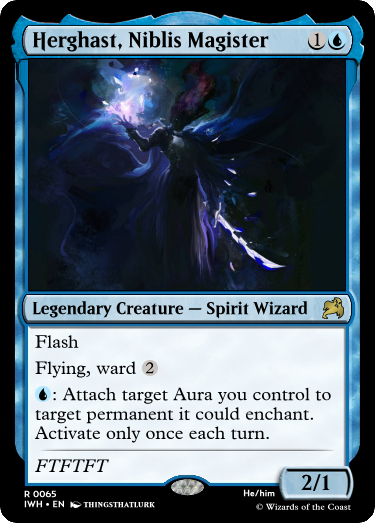 Herghast, Niblis Magister 1
Legendary Creature — Spirit Wizard
Flash
Flying, ward 2
: Attach target Aura you control to
target permanent it could enchant.
Activate only once each turn.
FTFTFT
R 0065
IWH • EN THINGSTHATLURK
He/him
2/1
© Wizards of the Coast